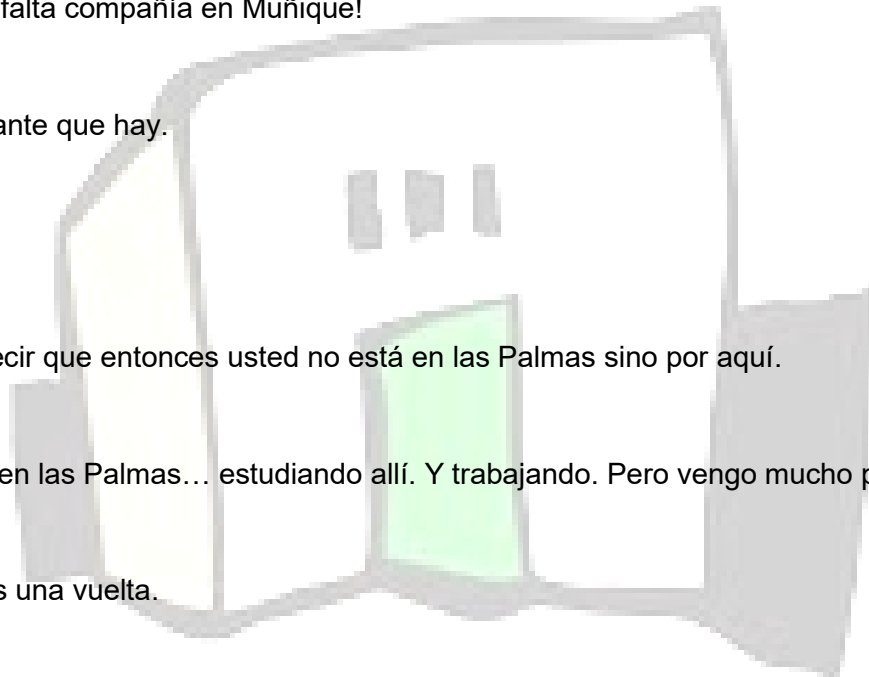 falta compañía en Muñique!
ante que hay.
ecir que entonces usted no está en las Palmas sino por aquí.
en las Palmas… estudiando allí. Y trabajando. Pero vengo mucho p
s una vuelta.